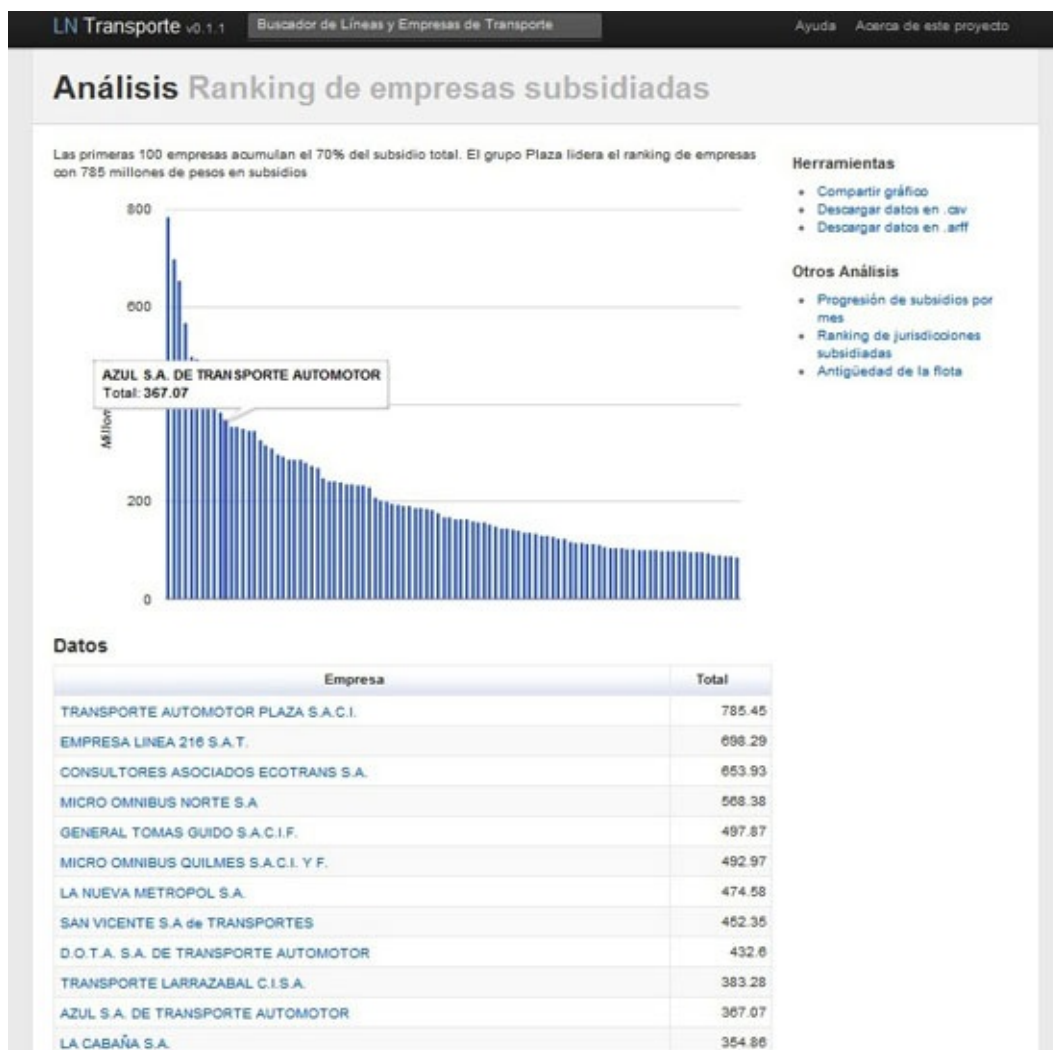 LN Transporte v0.1.1 Buscador de Líneas y Empresas de Transporte Ayuda Acerca de este proyecto
Análisis Ranking de empresas subsidiadas
Las primeras 100 empresas acumulan el 70% del subsidio total. El grupo Plaza lidera el ranking de empresas
con 785 millones de pesos en subsidios
800
600
AZUL S.A. DE TRANSPORTE AUTOMOTOR
Total: 367.07
Millon
200
0
Herramientas
Compartir gráfico
Descargar datos en .csv
Descargar datos en .arff
Otros Análisis
Progresión de subsidios por
mes
Ranking de jurisdicciones
subsidiadas
Antigüedad de la flota
Datos
Empresa Total
TRANSPORTE AUTOMOTOR PLAZA S.A.C.I. 785.45
EMPRESA LINEA 216 S.A.T. 698.29
CONSULTORES ASOCIADOS ECOTRANS S.A. 653.93
MICRO OMNIBUS NORTE S.A 568.38
GENERAL TOMAS GUIDO S.A.C.I.F. 497.87
MICRO OMNIBUS QUILMES S.A.C.I. Y F. 492.97
LA NUEVA METROPOL S.A. 474.58
SAN VICENTE S.A de TRANSPORTES 452.35
D.O.T.A. S.A. DE TRANSPORTE AUTOMOTOR 432.6
TRANSPORTE LARRAZABAL C.I.S.A. 383.28
AZUL S.A. DE TRANSPORTE AUTOMOTOR 367.07
LA CABAÑA S.A. 354.86